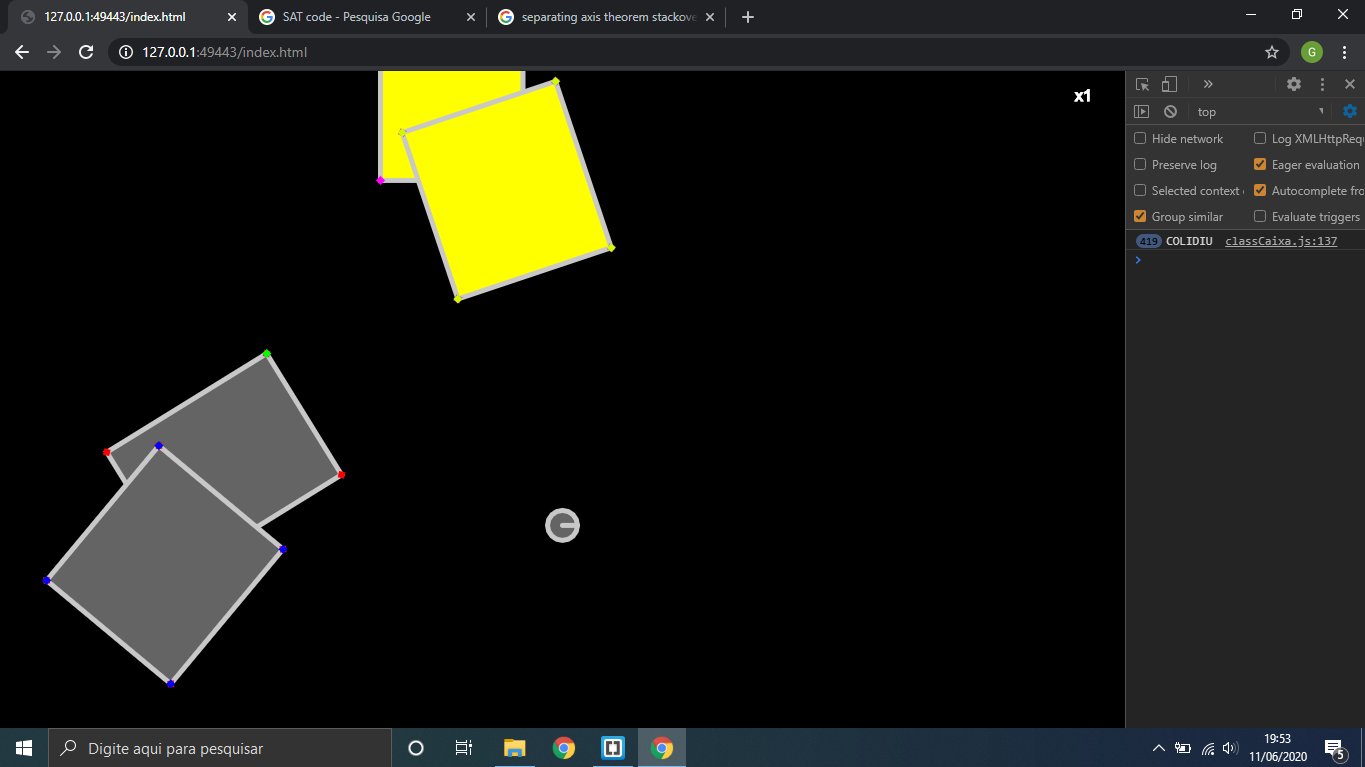 127.0.0.1:49443/index.html
SAT code - Pesquisa Google
separating axis theorem stackove
127.0.0.1:49443/index.html
G
x1
top
Hide network
Log XMLHttpReq
Preserve log
Eager evaluation
Selected context
Autocomplete fro
Group similar
Evaluate triggers
419 COLIDIU classCaixa.js:137
Digite aqui para pesquisar
19:53
11/06/2020
5